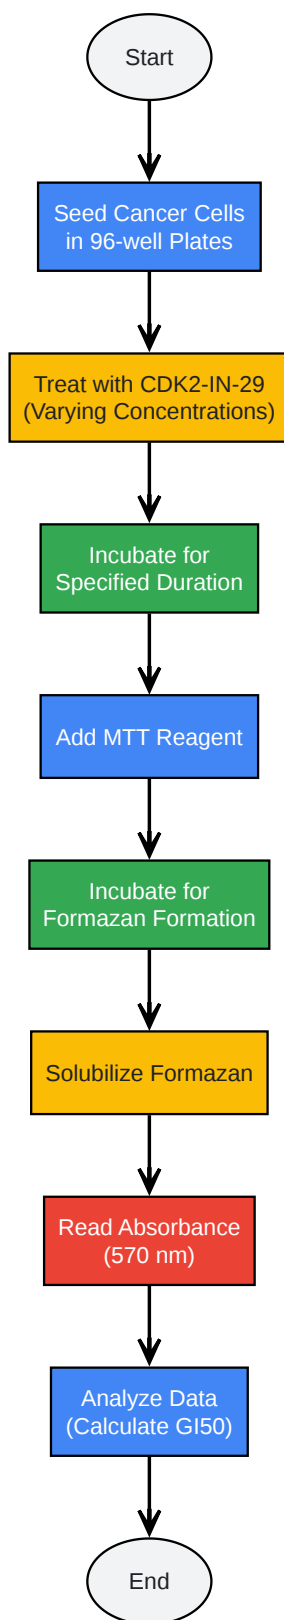 Start
Seed Cancer Cells
in 96-well Plates
Treat with CDK2-IN-29
(Varying Concentrations)
Incubate for
Specified Duration
Add MTT Reagent
Incubate for
Formazan Formation
Solubilize Formazan
Read Absorbance
(570 nm)
Analyze Data
(Calculate GI50)
End